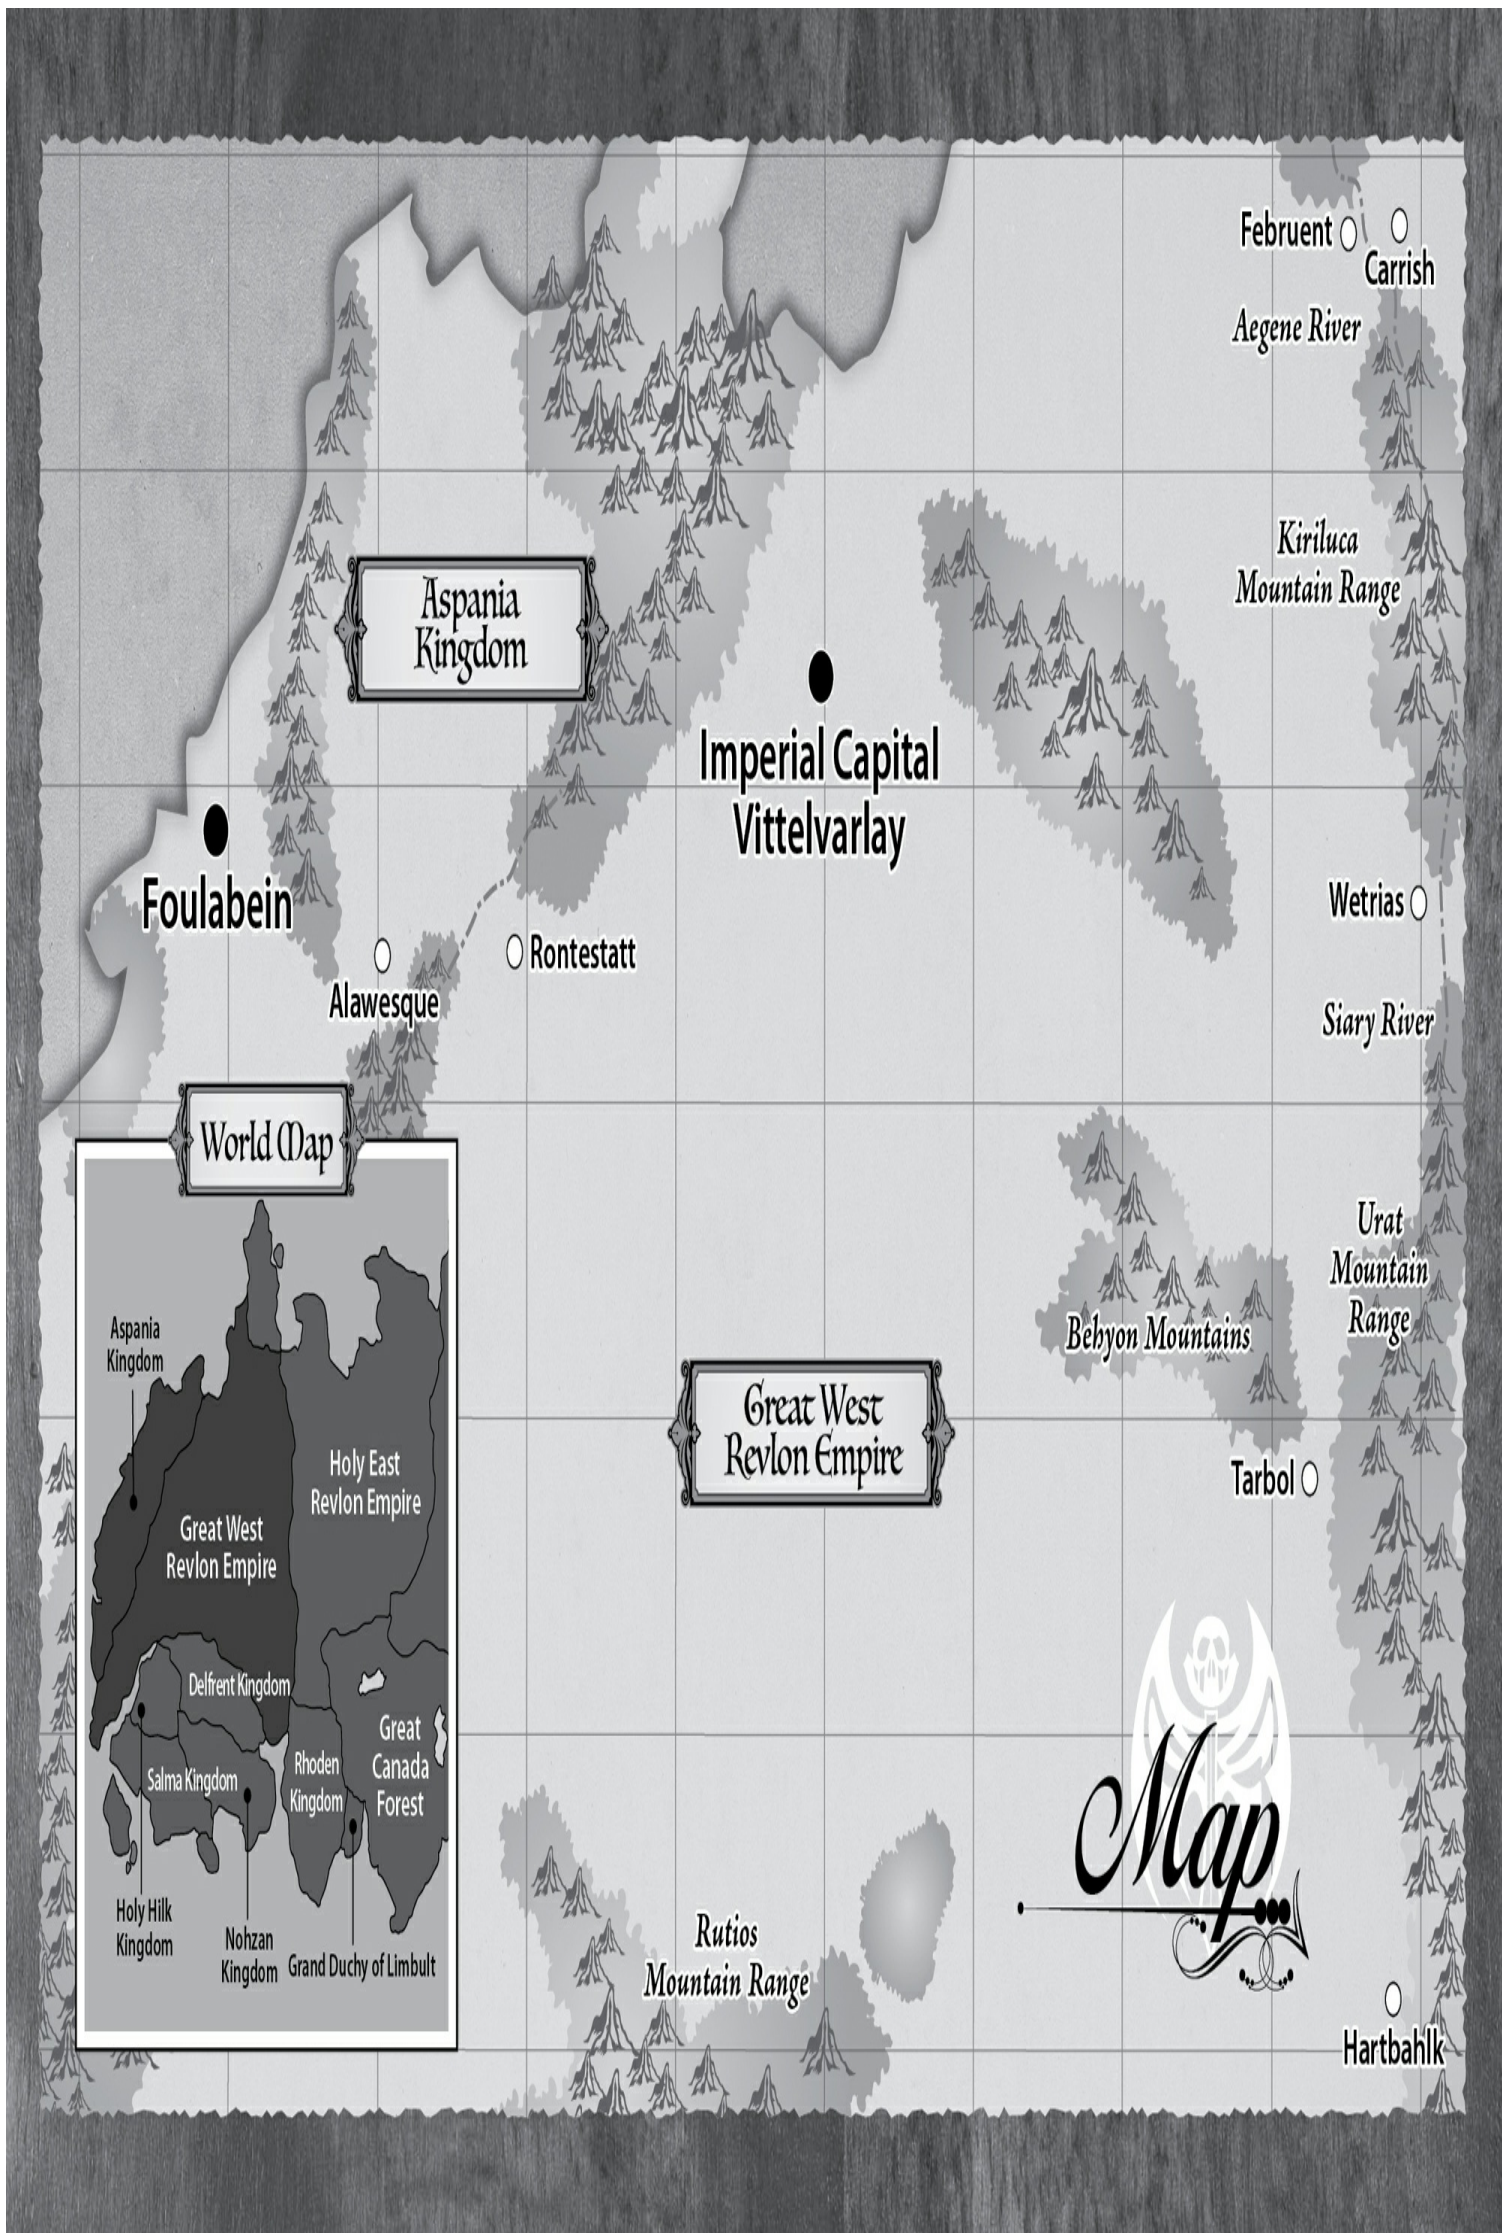 Februent
Carrish
Aegene River
Kiriluca
Mountain Range
Aspania
Kingdom
Imperial Capital
Vittelvarlay
Foulabein
Wetrias
Rontestatt
Alawesque
Siary River
World Map
Urat
Mountain
Range
Behyon Mountains
Great West
Revlon Empire
Tarbol
Aspania
Kingdom
Holy East
Revlon Empire
Great West
Revlon Empire
Delfrent Kingdom
Great
Canada
Forest
Rhoden
Kingdom
Salma Kingdom
Holy Hilk
Kingdom
Nohzan
Kingdom
Grand Duchy of Limbult
Map
Rutios
Mountain Range
Hartbahlk